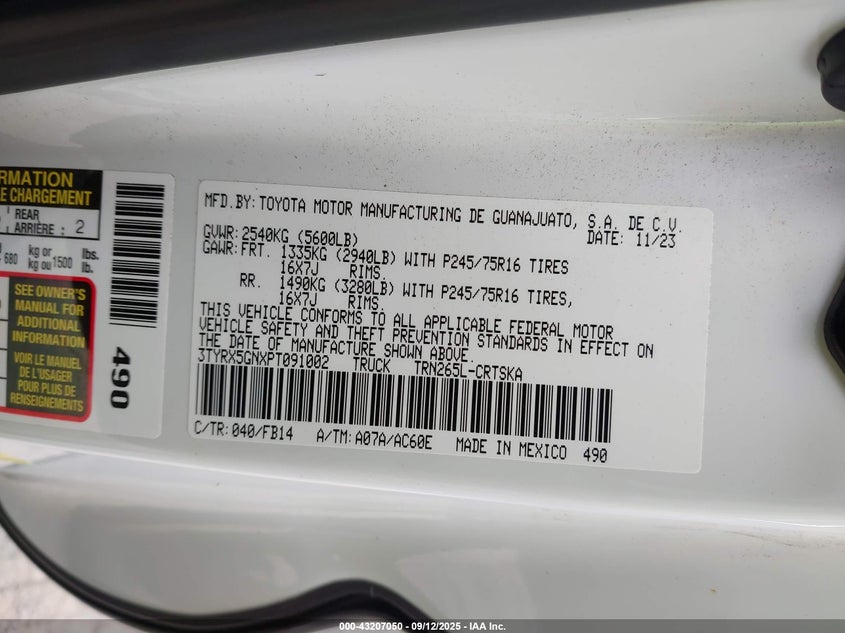 ORMATION
E CHARGEMENT
REAR
ARRIÈRE : 2
680 kg or kg ou 1500 lbs. lb.
SEE OWNER'S
MANUAL FOR
ADDITIONAL
INFORMATION
VOIR LE MANUEL
DE L'USAGER
POUR PLUS DE
RENSEIGNEMENTS
490
MFD.BY: TOYOTA MOTOR MANUFACTURING DE GUANAJUATO, S.A. DE C.V.
DATE: 11/23
GVWR: 2540KG (5600LB)
GAWR: FRT. 1335KG (2940LB) WITH P245/75R16 TIRES
16X7J RIMS.
RR. 1490KG (3280LB) WITH P245/75R16 TIRES,
16X7J RIMS.
THIS VEHICLE CONFORMS TO ALL APPLICABLE FEDERAL MOTOR
VEHICLE SAFETY AND THEFT PREVENTION STANDARDS IN EFFECT ON
THE DATE OF MANUFACTURE SHOWN ABOVE.
3TYRX5GNXPT091002 TRUCK TRN265L-CRTSKA
C/TR: 040/FB14 A/TM: A07A/AC60E MADE IN MEXICO 490
000-43207050 - 09/12/2025 - IAA Inc.